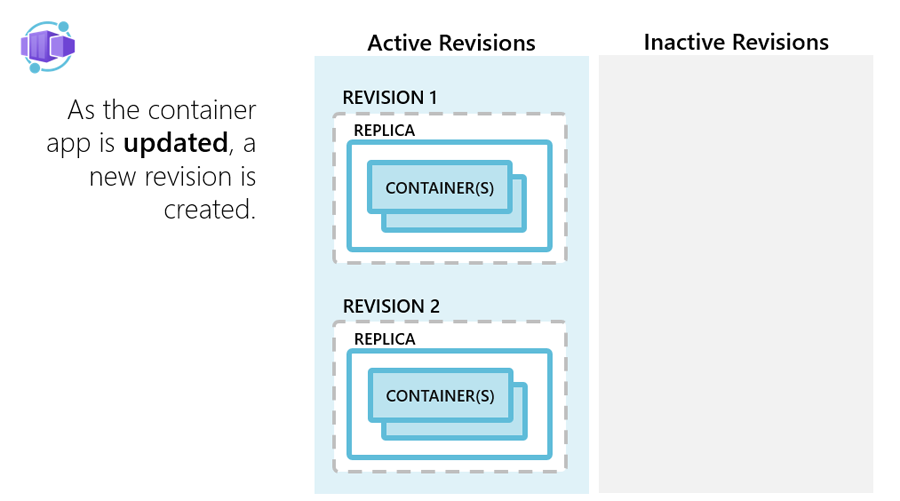 Active Revisions
Inactive Revisions
As the container
app is updated, a
new revision is
created.
REVISION 1
REPLICA
CONTAINER(S)
REVISION 2
REPLICA
CONTAINER(S)